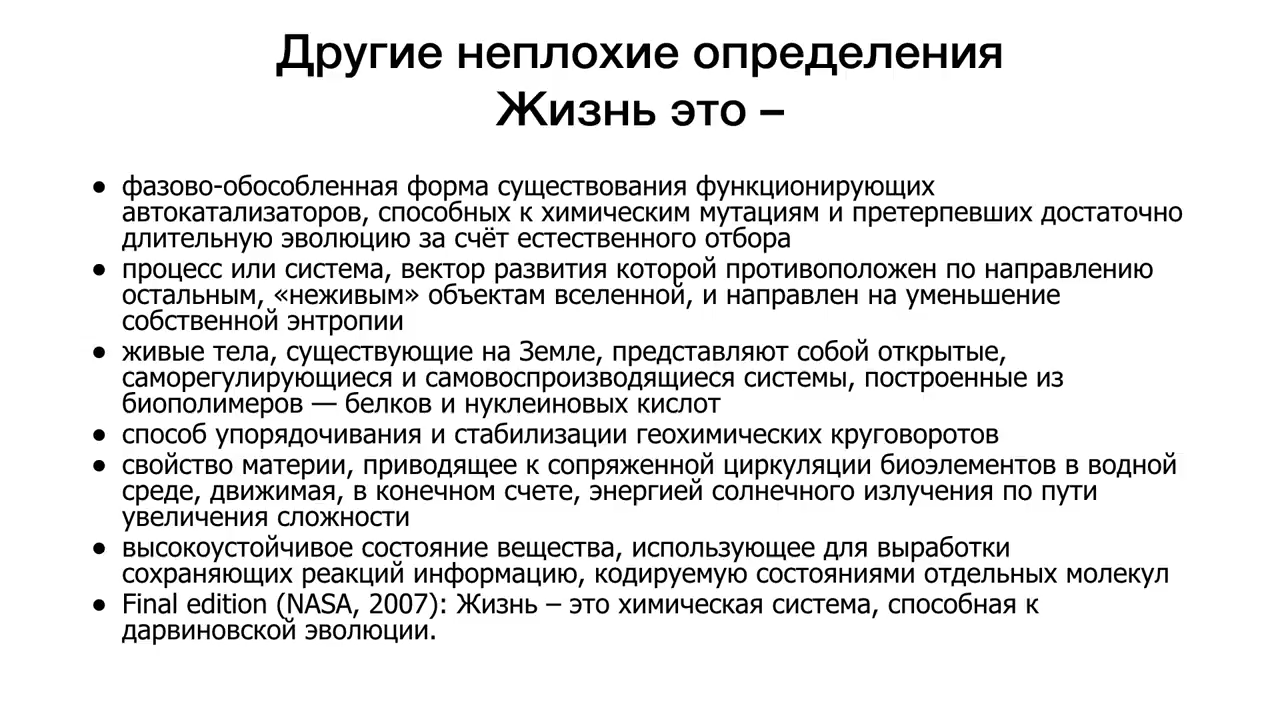 Другие неплохие определения
Жизнь это –
● фазово-обособленная форма существования функционирующих
автокатализаторов, способных к химическим мутациям и претерпевших достаточно
длительную эволюцию за счёт естественного отбора
● процесс или система, вектор развития которой противоположен по направлению
остальным, «неживым» объектам вселенной, и направлен на уменьшение
собственной энтропии
● живые тела, существующие на Земле, представляют собой открытые,
саморегулирующиеся и самовоспроизводящиеся системы, построенные из
биополимеров — белков и нуклеиновых кислот
● способ упорядочивания и стабилизации геохимических круговоротов
● свойство материи, приводящее к сопряженной циркуляции биоэлементов в водной
среде, движимая, в конечном счете, энергией солнечного излучения по пути
увеличения сложности
● высокоустойчивое состояние вещества, использующее для выработки
сохраняющих реакций информацию, кодируемую состояниями отдельных молекул
● Final edition (NASA, 2007): Жизнь – это химическая система, способная к
дарвиновской эволюции.